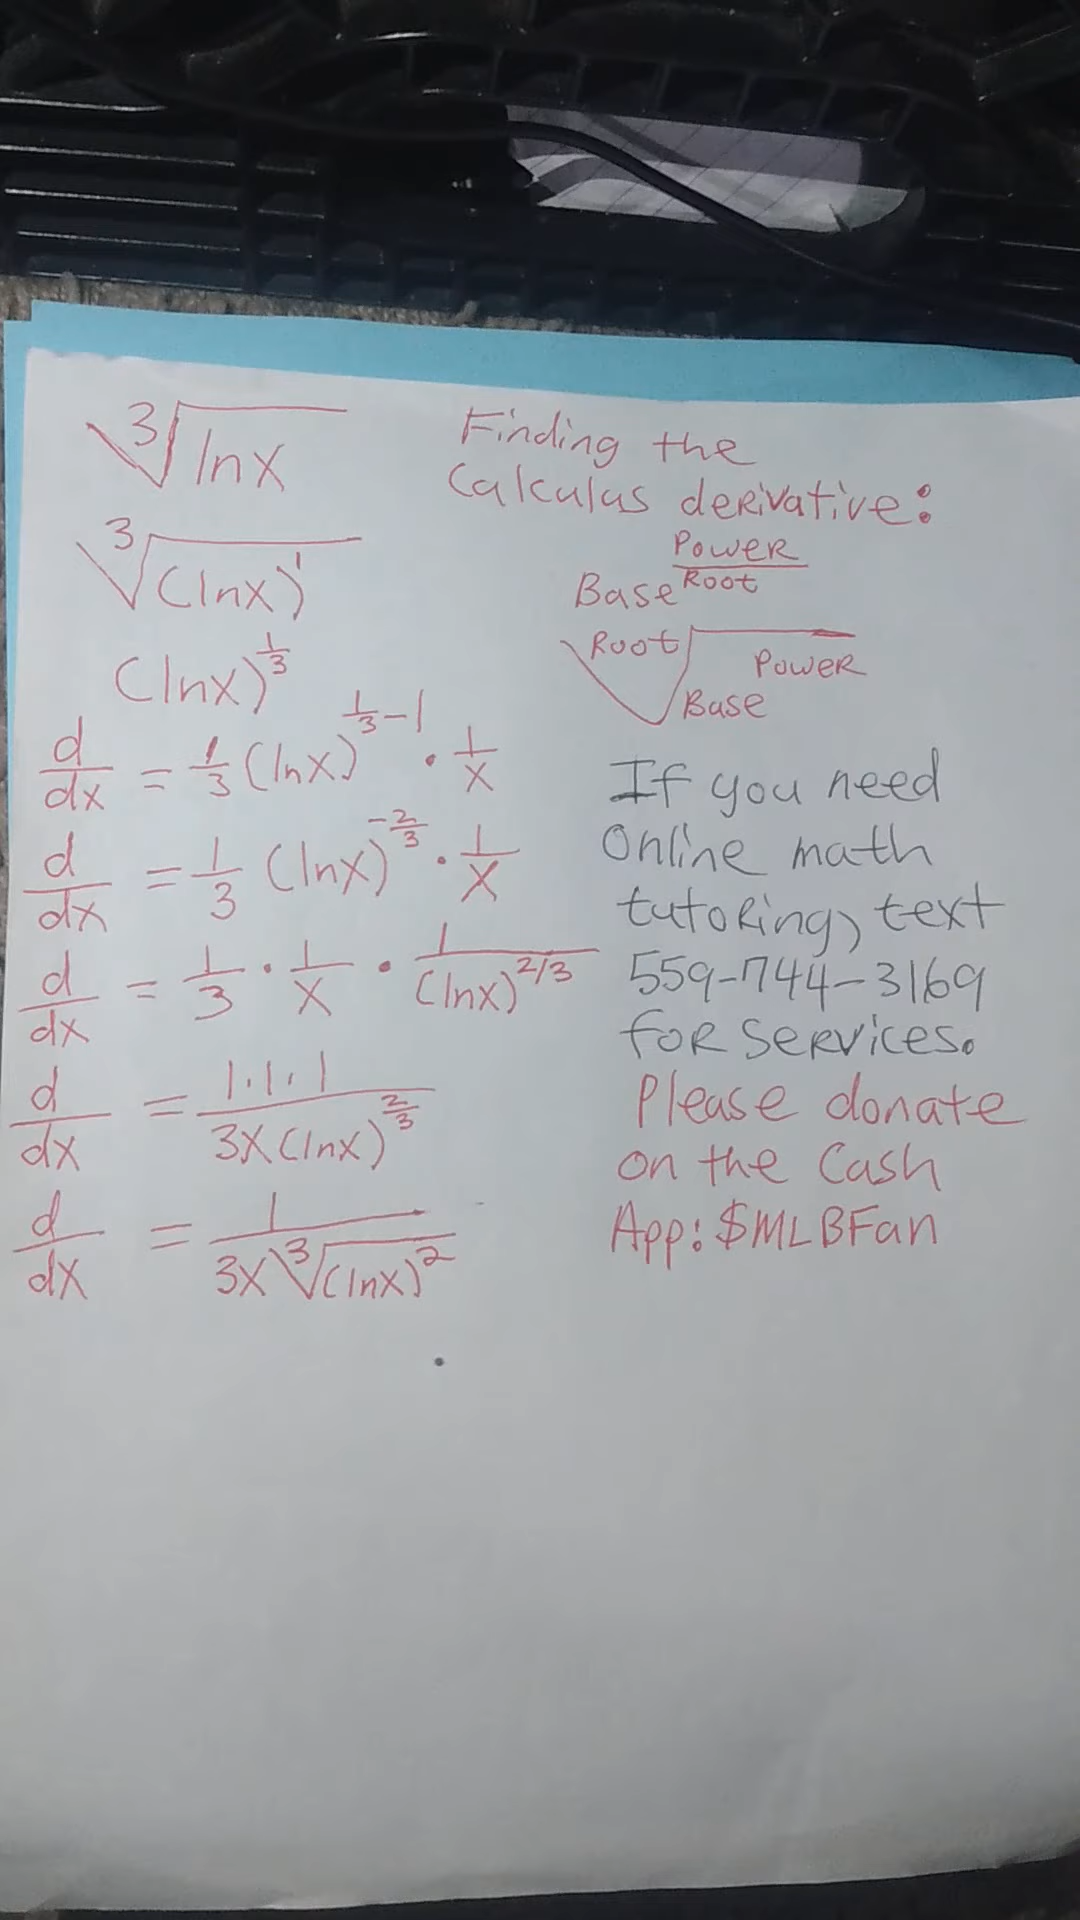 ∛lnx
∛(lnx)¹
(lnx)^1/3
d/dx = 1/3 (lnx)^1/3-1 · 1/x
d/dx = 1/3 (lnx)^-2/3 · 1/x
d/dx = 1/3 · 1/x · 1/(lnx)^2/3
d/dx = 1·1·1/3x(lnx)^2/3
d/dx = 1/3x∛(lnx)²
Finding the
Calculus derivative:
Base Power/Root
Root Power
Base
If you need
Online math
tutoring, text
559-744-3169
for services.
Please donate
on the Cash
App: $MLBFan